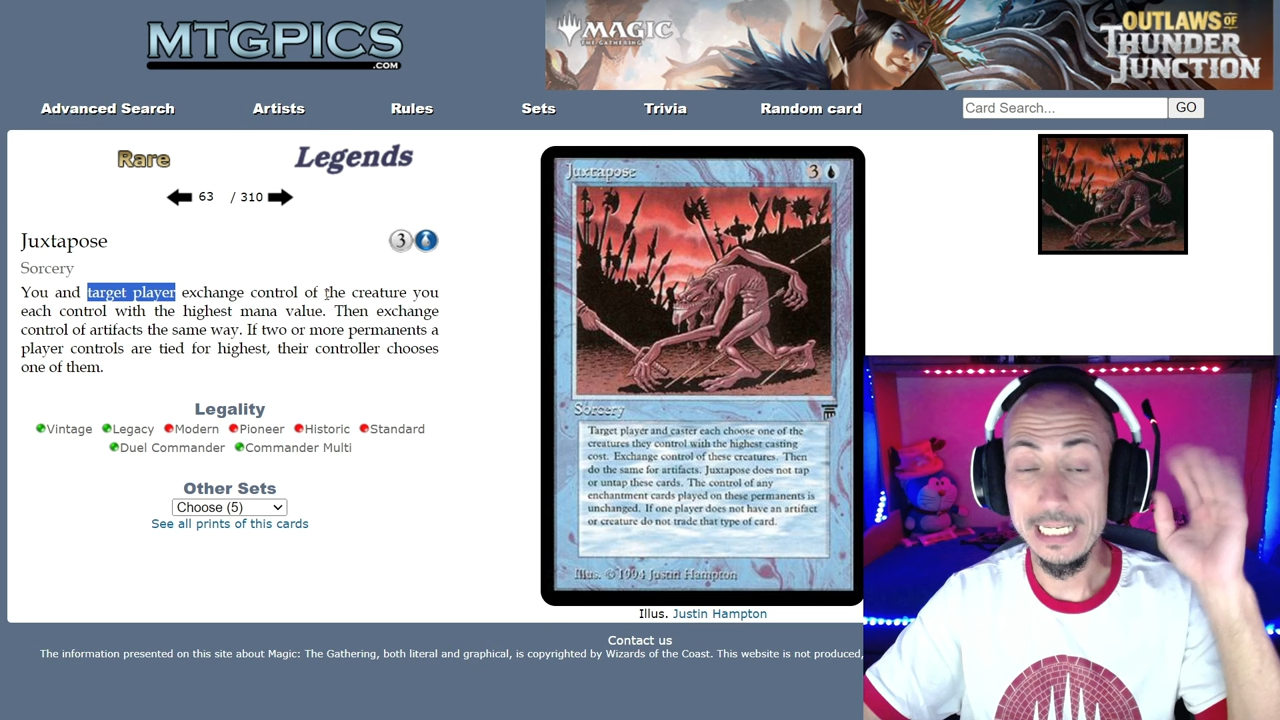 MTGPICS
.COM
MAGIC
THE GATHERING
OUTLAWS OF
THUNDER
JUNCTION
Advanced Search
Artists
Rules
Sets
Trivia
Random card
Card Search...
GO
Rare
Legends
63 / 310
Juxtapose
3
Sorcery
You and target player exchange control of the creature you
each control with the highest mana value. Then exchange
control of artifacts the same way. If two or more permanents a
player controls are tied for highest, their controller chooses
one of them.
Legality
Vintage Legacy Modern Pioneer Historic Standard
Duel Commander Commander Multi
Other Sets
Choose (5)
See all prints of this cards
Juxtapose
3
Sorcery
Target player and caster each choose one of the
creatures they control with the highest casting
cost. Exchange control of these creatures. Then
do the same for artifacts. Juxtapose does not tap
or untap these cards. The control of any
enchantment cards played on these permanents is
unchanged. If one player does not have an artifact
or creature do not trade that type of card.
Illus. © 1994 Justin Hampton
Illus. Justin Hampton
Contact us
The information presented on this site about Magic: The Gathering, both literal and graphical, is copyrighted by Wizards of the Coast. This website is not produced,